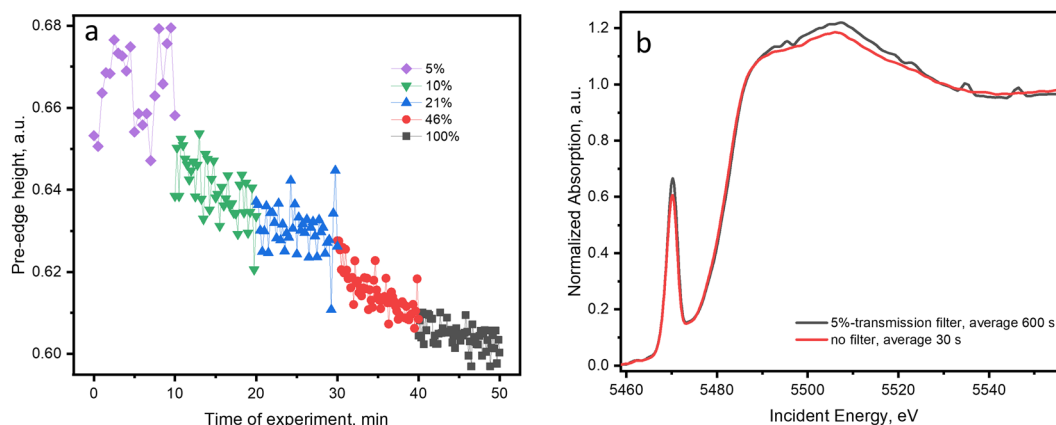 a
0.68
0.66
0.64
0.62
0.60
Pre-edge height, a.u.
5%
10%
21%
46%
100%
0 10 20 30 40 50
Time of experiment, min
b
1.2
1.0
0.8
0.6
0.4
0.2
0.0
Normalized Absorption, a.u.
5%-transmission filter, average 600 s
no filter, average 30 s
5460 5480 5500 5520 5540
Incident Energy, eV